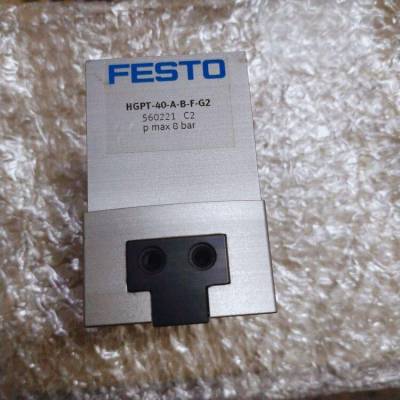 FESTO
HGPT-40-A-B-F-G2
560221 C2
p max 8 bar